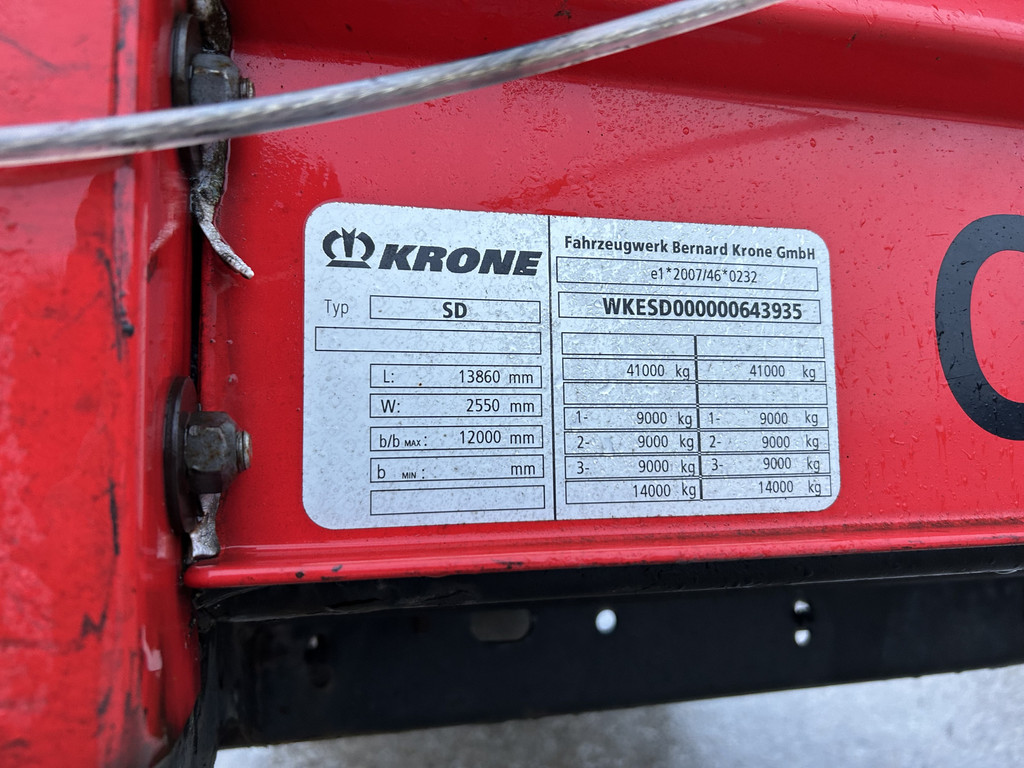 KRONE
Typ SD
L: 13860 mm
W: 2550 mm
b/b MAX: 12000 mm
b MIN: mm
Fahrzeugwerk Bernard Krone GmbH
e1*2007/46*0232
WKESD000000643935
41000 kg 41000 kg
1- 9000 kg 1- 9000 kg
2- 9000 kg 2- 9000 kg
3- 9000 kg 3- 9000 kg
14000 kg 14000 kg